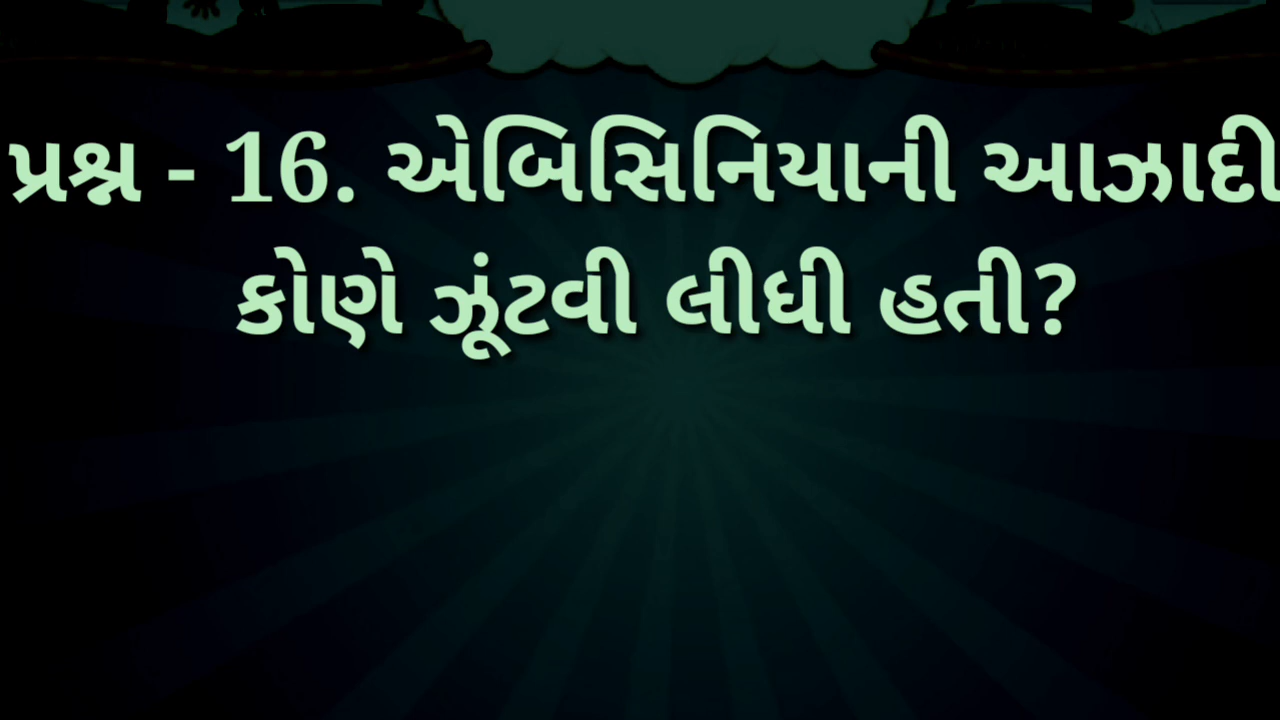 પ્રશ્ન - 16. એબિસિનિયાની આઝાદી
કોણે ઝૂંટવી લીધી હતી?